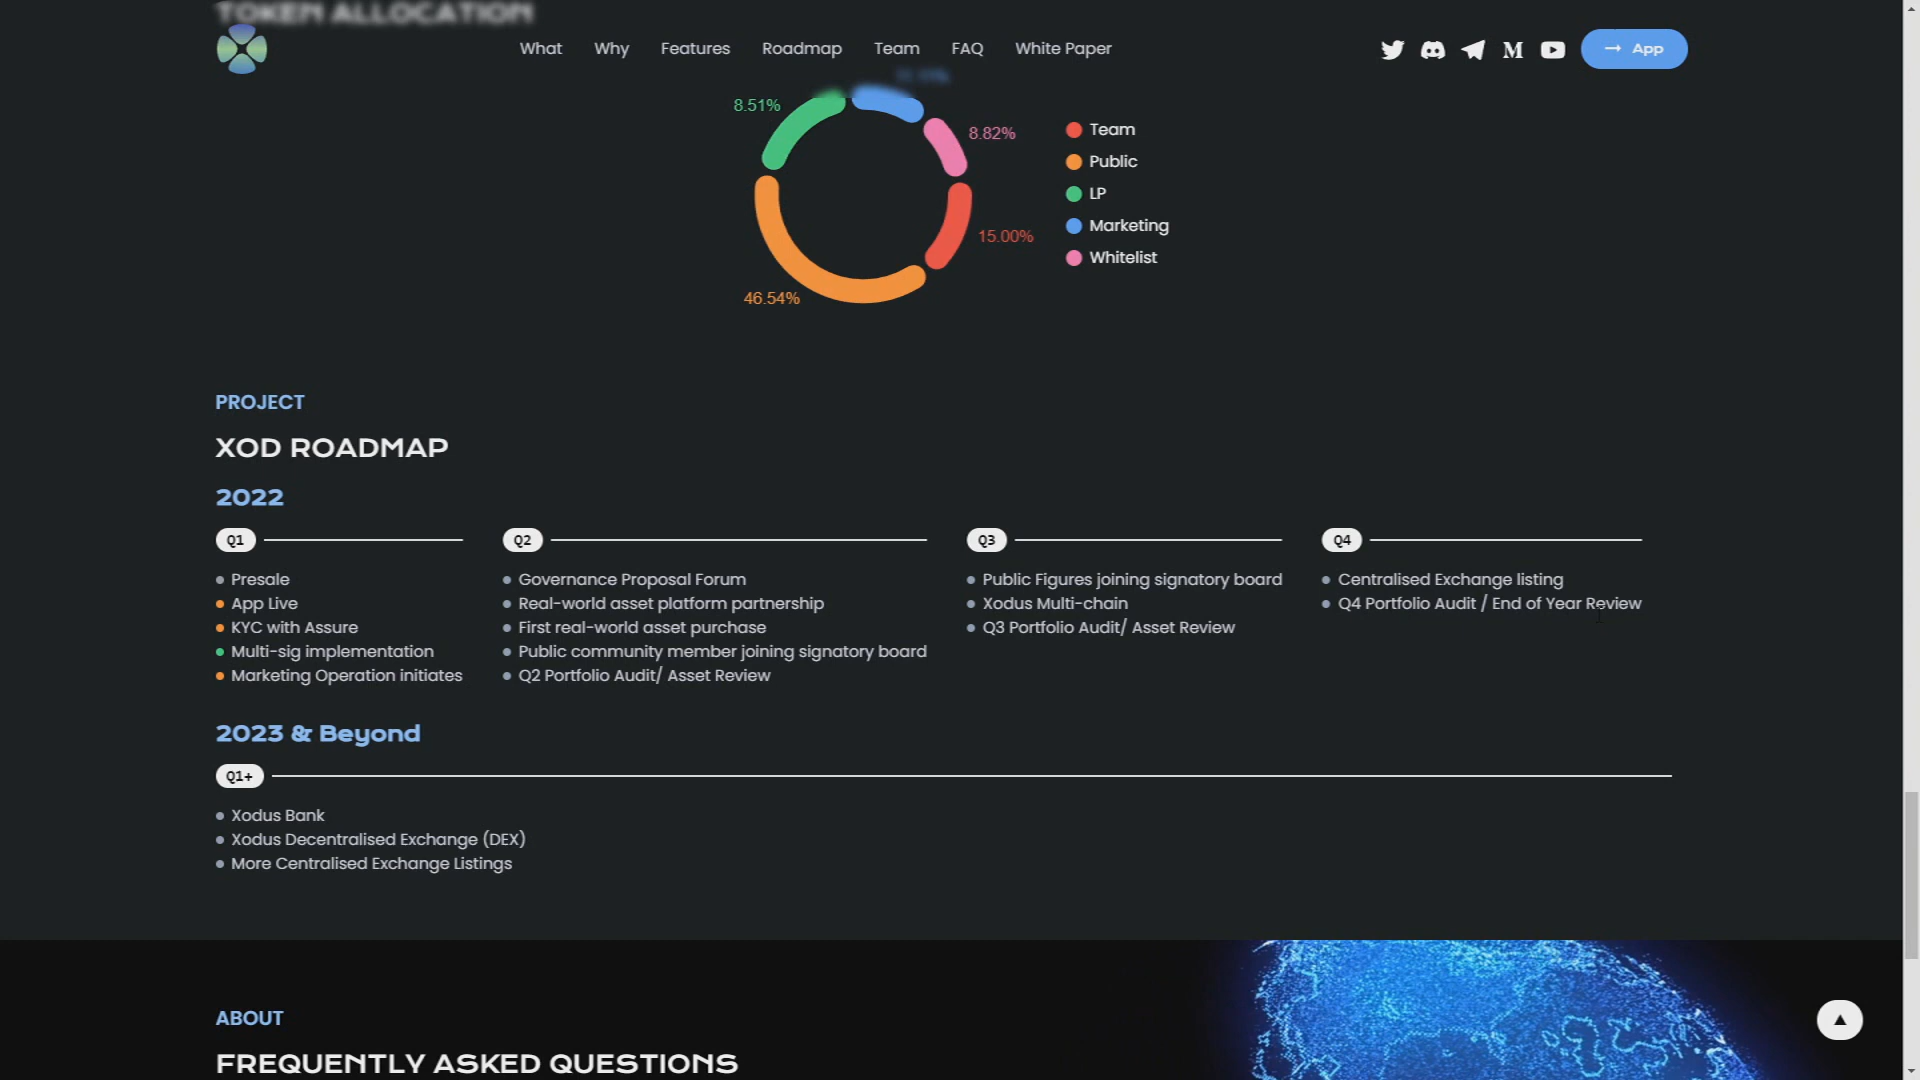 TOKEN ALLOCATION
What Why Features Roadmap Team FAQ White Paper
M
→ App
8.51%
8.82%
Team
Public
LP
Marketing
Whitelist
15.00%
46.54%
PROJECT
XOD ROADMAP
2022
Q1
Presale
App Live
KYC with Assure
Multi-sig implementation
Marketing Operation initiates
Q2
Governance Proposal Forum
Real-world asset platform partnership
First real-world asset purchase
Public community member joining signatory board
Q2 Portfolio Audit/ Asset Review
Q3
Public Figures joining signatory board
Xodus Multi-chain
Q3 Portfolio Audit/ Asset Review
Q4
Centralised Exchange listing
Q4 Portfolio Audit / End of Year Review
2023 & Beyond
Q1+
Xodus Bank
Xodus Decentralised Exchange (DEX)
More Centralised Exchange Listings
ABOUT
FREQUENTLY ASKED QUESTIONS